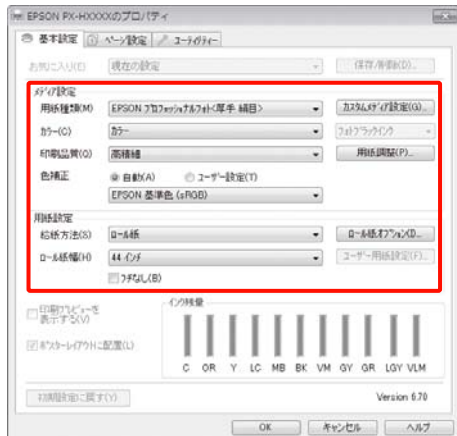 EPSON PX-HXXXXのプロパティ
基本設定 ページ設定 ユーティリティー
お気に入り(E) 現在の設定 保存/削除(D)...
メディア設定
用紙種類(M) EPSON プロフェッショナルフォト<厚手 絹目> カスタムメディア設定(G)...
カラー(C) カラー フォトブラックインク
印刷品質(Q) 高精細 用紙調整(P)...
色補正 自動(A) ユーザー設定(T)
EPSON 基準色 (sRGB)
用紙設定
給紙方法(S) ロール紙 ロール紙オプション(I)...
ロール紙幅(H) 44 インチ ユーザー用紙設定(F)...
フチなし(B)
印刷プレビューを
表示する(V)
ポスターレイアウトに配置(L)
インク残量
C OR Y LC MB BK VM GY GR LGY VLM
初期設定に戻す(Y) Version 6.70
OK キャンセル ヘルプ